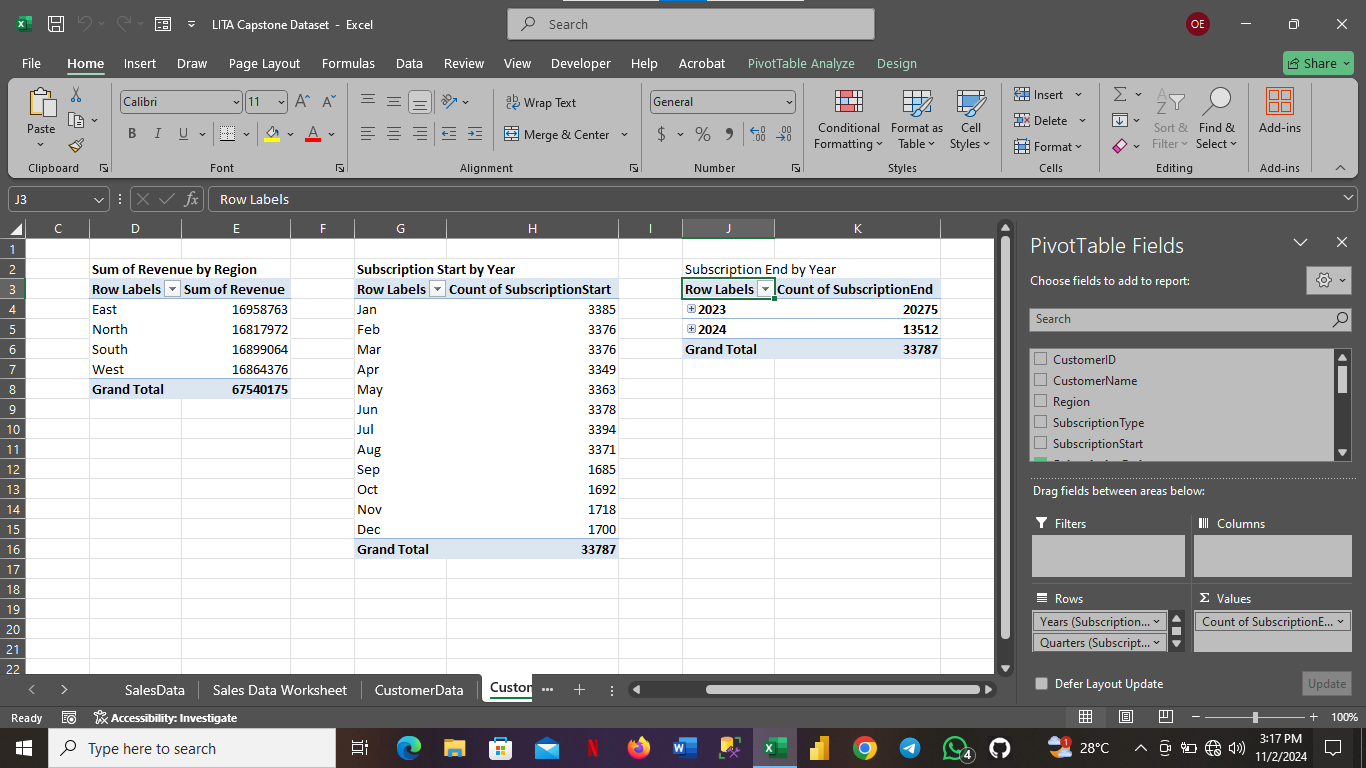 LITA Capstone Dataset - Excel
Search
OE
File Home Insert Draw Page Layout Formulas Data Review View Developer Help Acrobat PivotTable Analyze Design Share
Paste
Clipboard
Calibri 11
B I U
Font
Wrap Text
Merge & Center
Alignment
General
$ %
Number
Conditional Formatting
Format as Table
Cell Styles
Styles
Insert
Delete
Format
Cells
Sort & Filter
Find & Select
Editing
Add-ins
Add-ins
J3 fx Row Labels
C D E F G H I J K
1
2 Sum of Revenue by Region Subscription Start by Year Subscription End by Year
3 Row Labels Sum of Revenue Row Labels Count of SubscriptionStart Row Labels Count of SubscriptionEnd
4 East 16958763 Jan 3385 2023 20275
5 North 16817972 Feb 3376 2024 13512
6 South 16899064 Mar 3376 Grand Total 33787
7 West 16864376 Apr 3349
8 Grand Total 67540175 May 3363
9 Jun 3378
10 Jul 3394
11 Aug 3371
12 Sep 1685
13 Oct 1692
14 Nov 1718
15 Dec 1700
16 Grand Total 33787
17
18
19
20
21
22
PivotTable Fields
Choose fields to add to report:
Search
CustomerID
CustomerName
Region
SubscriptionType
SubscriptionStart
Drag fields between areas below:
Filters Columns
Rows Values
Years (Subscription... Count of SubscriptionE...
Quarters (Subscript...
Defer Layout Update Update
SalesData Sales Data Worksheet CustomerData Custom
Ready Accessibility: Investigate 100%
Type here to search
4
1
28°C
3:17 PM
11/2/2024